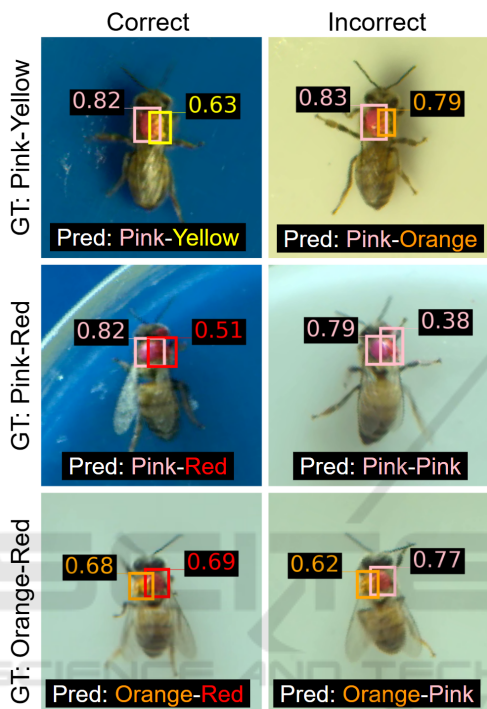 Correct
Incorrect
GT: Pink-Yellow
0.82
0.63
Pred: Pink-Yellow
0.83
0.79
Pred: Pink-Orange
GT: Pink-Red
0.82
0.51
Pred: Pink-Red
0.79
0.38
Pred: Pink-Pink
GT: Orange-Red
0.68
0.69
Pred: Orange-Red
0.62
0.77
Pred: Orange-Pink